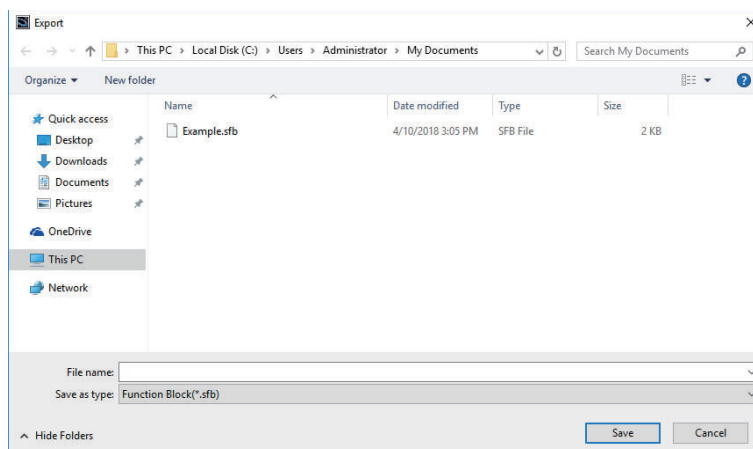 Export
This PC > Local Disk (C:) > Users > Administrator > My Documents
Search My Documents
Organize
New folder
Name
Date modified
Type
Size
Quick access
Desktop
Downloads
Documents
Pictures
OneDrive
This PC
Network
Example.sfb
4/10/2018 3:05 PM
SFB File
2 KB
File name:
Save as type: Function Block(*.sfb)
Hide Folders
Save
Cancel